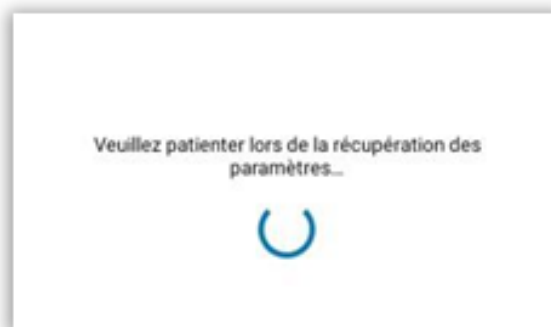 Veuillez patienter lors de la récupération des
paramètres...